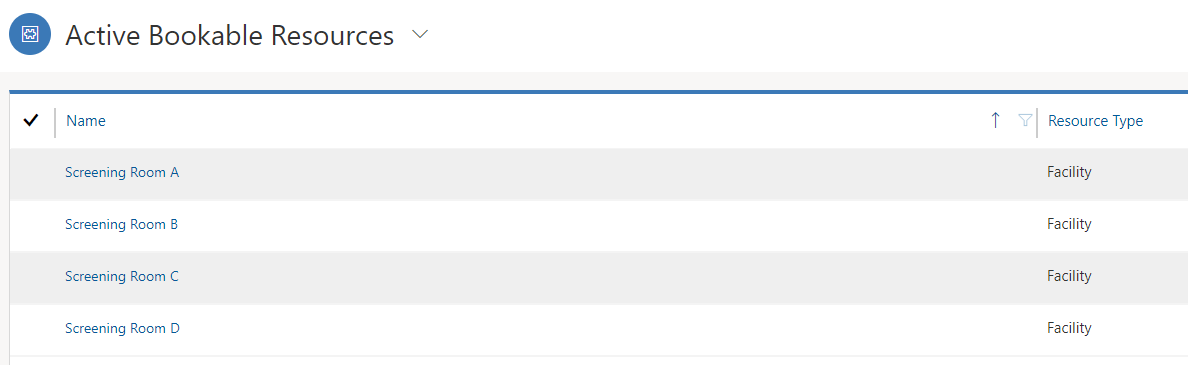 Active Bookable Resources
Name Resource Type
Screening Room A Facility
Screening Room B Facility
Screening Room C Facility
Screening Room D Facility